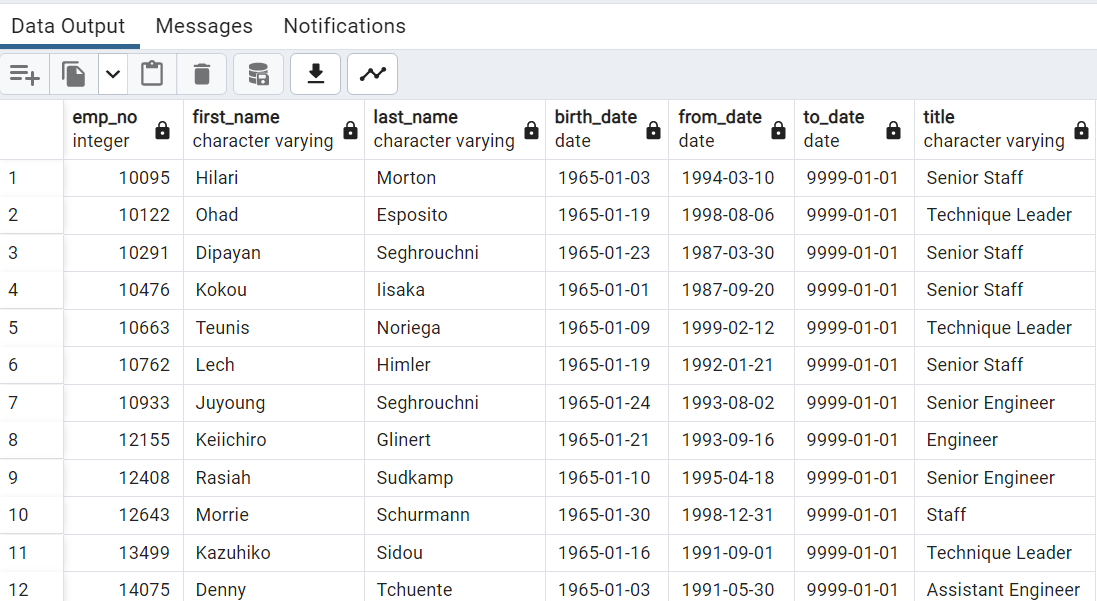 Data Output Messages Notifications
emp_no first_name last_name birth_date from_date to_date title
integer character varying character varying date date date character varying
1 10095 Hilari Morton 1965-01-03 1994-03-10 9999-01-01 Senior Staff
2 10122 Ohad Esposito 1965-01-19 1998-08-06 9999-01-01 Technique Leader
3 10291 Dipayan Seghrouchni 1965-01-23 1987-03-30 9999-01-01 Senior Staff
4 10476 Kokou Iisaka 1965-01-01 1987-09-20 9999-01-01 Senior Staff
5 10663 Teunis Noriega 1965-01-09 1999-02-12 9999-01-01 Technique Leader
6 10762 Lech Himler 1965-01-19 1992-01-21 9999-01-01 Senior Staff
7 10933 Juyoung Seghrouchni 1965-01-24 1993-08-02 9999-01-01 Senior Engineer
8 12155 Keiichiro Glinert 1965-01-21 1993-09-16 9999-01-01 Engineer
9 12408 Rasiah Sudkamp 1965-01-10 1995-04-18 9999-01-01 Senior Engineer
10 12643 Morrie Schurmann 1965-01-30 1998-12-31 9999-01-01 Staff
11 13499 Kazuhiko Sidou 1965-01-16 1991-09-01 9999-01-01 Technique Leader
12 14075 Denny Tchuente 1965-01-03 1991-05-30 9999-01-01 Assistant Engineer